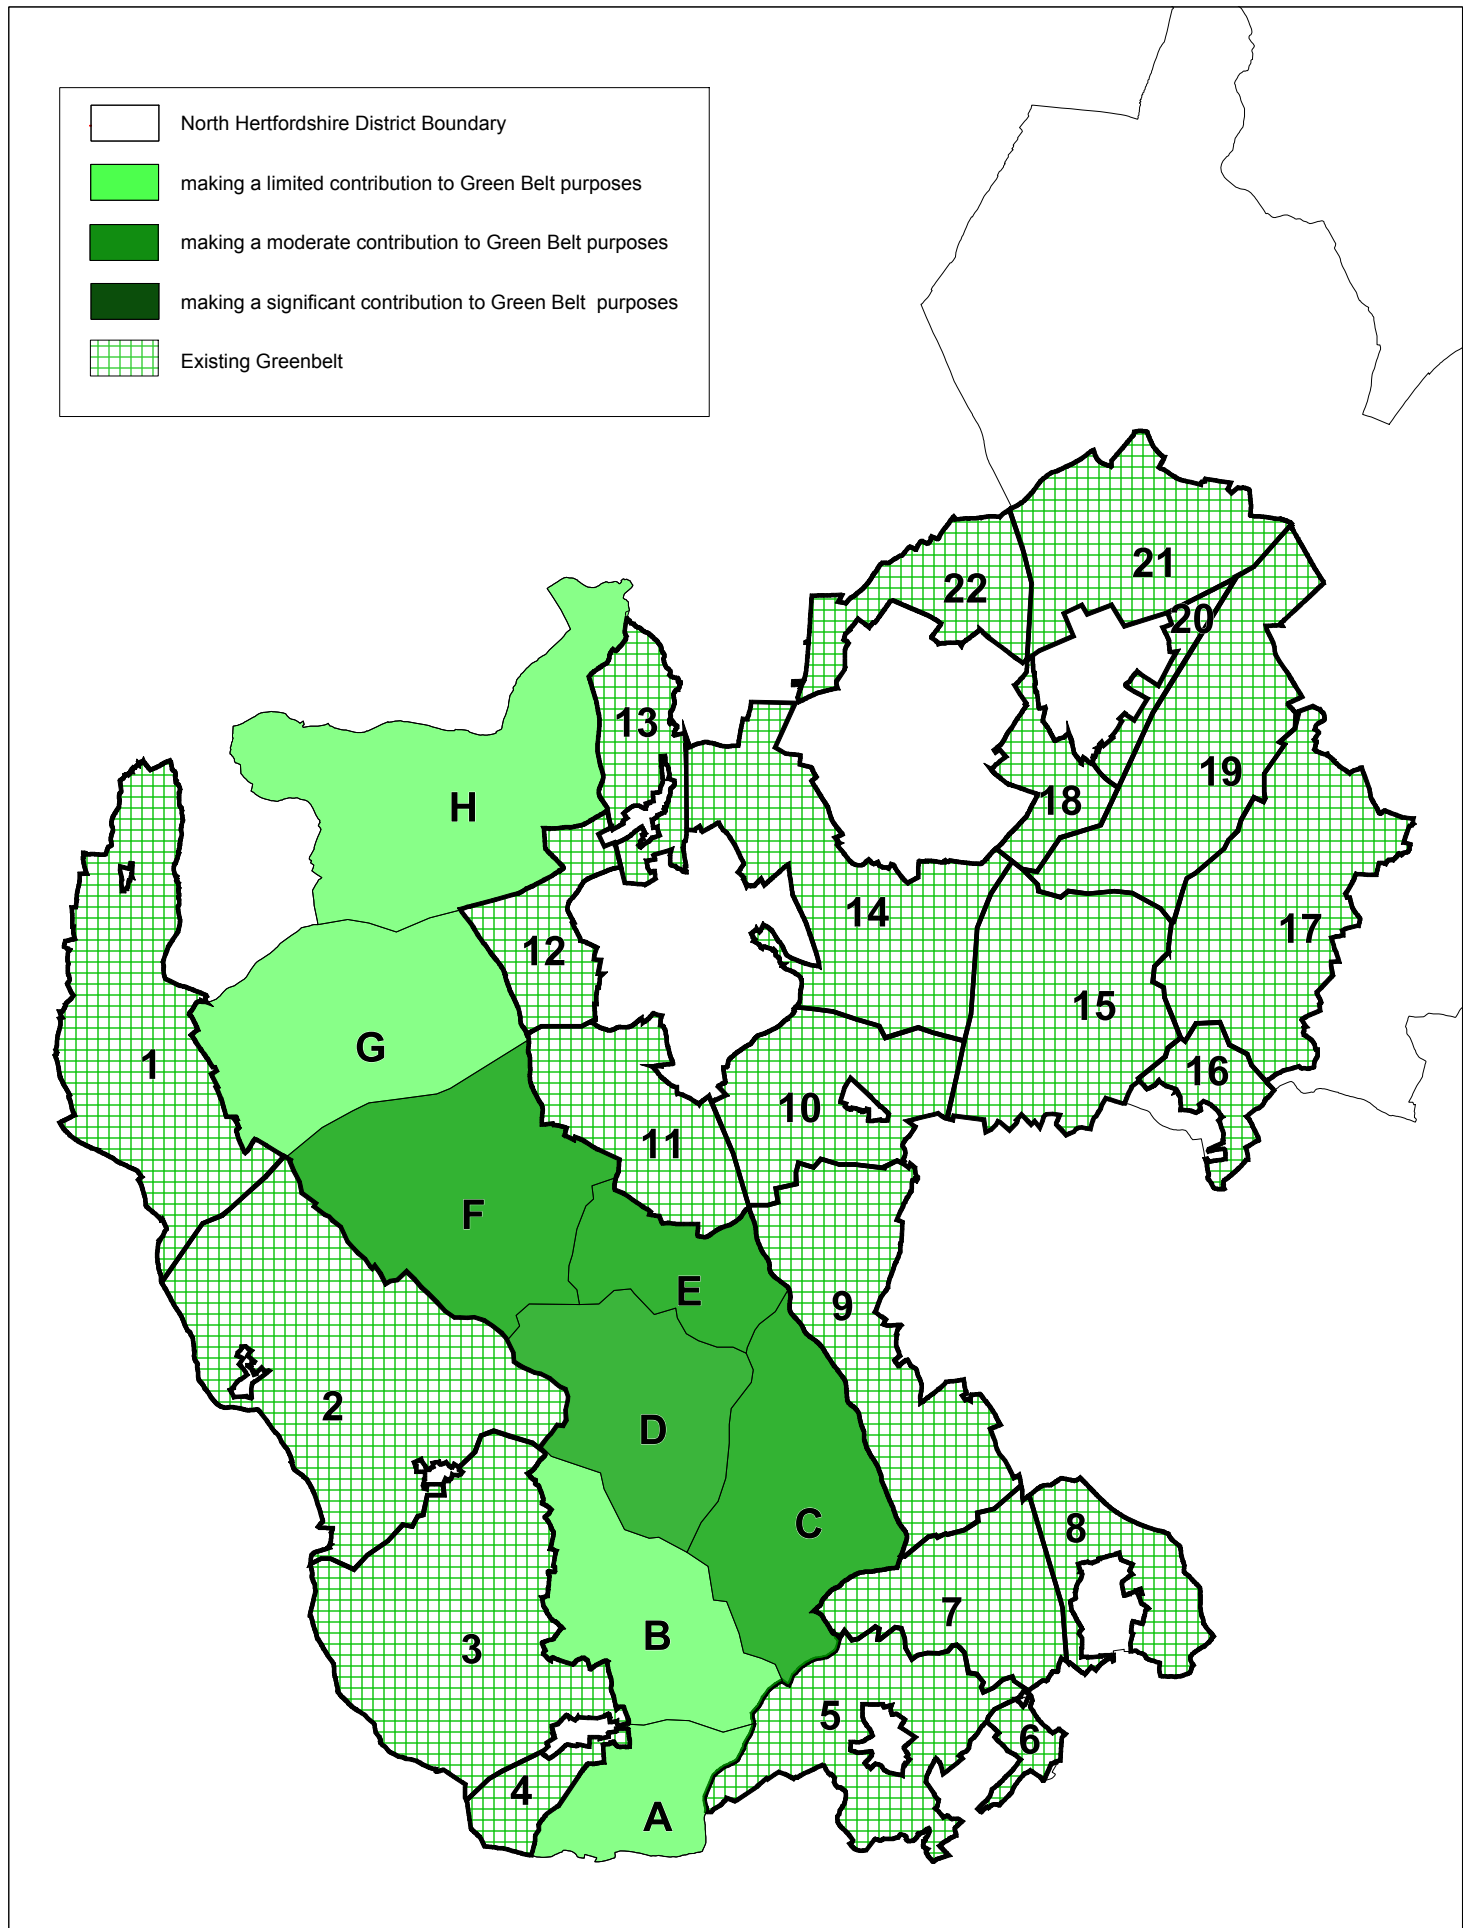 North Hertfordshire District Boundary
making a limited contribution to Green Belt purposes
making a moderate contribution to Green Belt purposes
making a significant contribution to Green Belt purposes
Existing Greenbelt
21
22
20
13
19
H
18
14
12
17
15
G
1
16
10
11
F
E
9
2
D
C
8
7
B
3
5
6
4
A